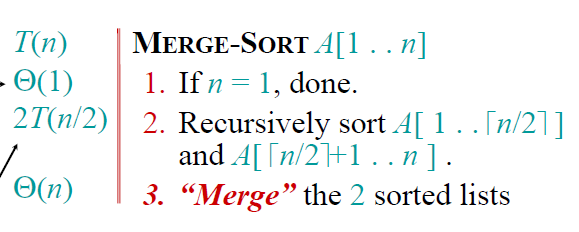 T(n) MERGE-SORT A[1 . . n]
Θ(1) 1. If n = 1, done.
2T(n/2) 2. Recursively sort A[ 1 . . ⌈n/2⌉ ]
and A[ ⌈n/2⌉+1 . . n ] .
Θ(n) 3. “Merge” the 2 sorted lists